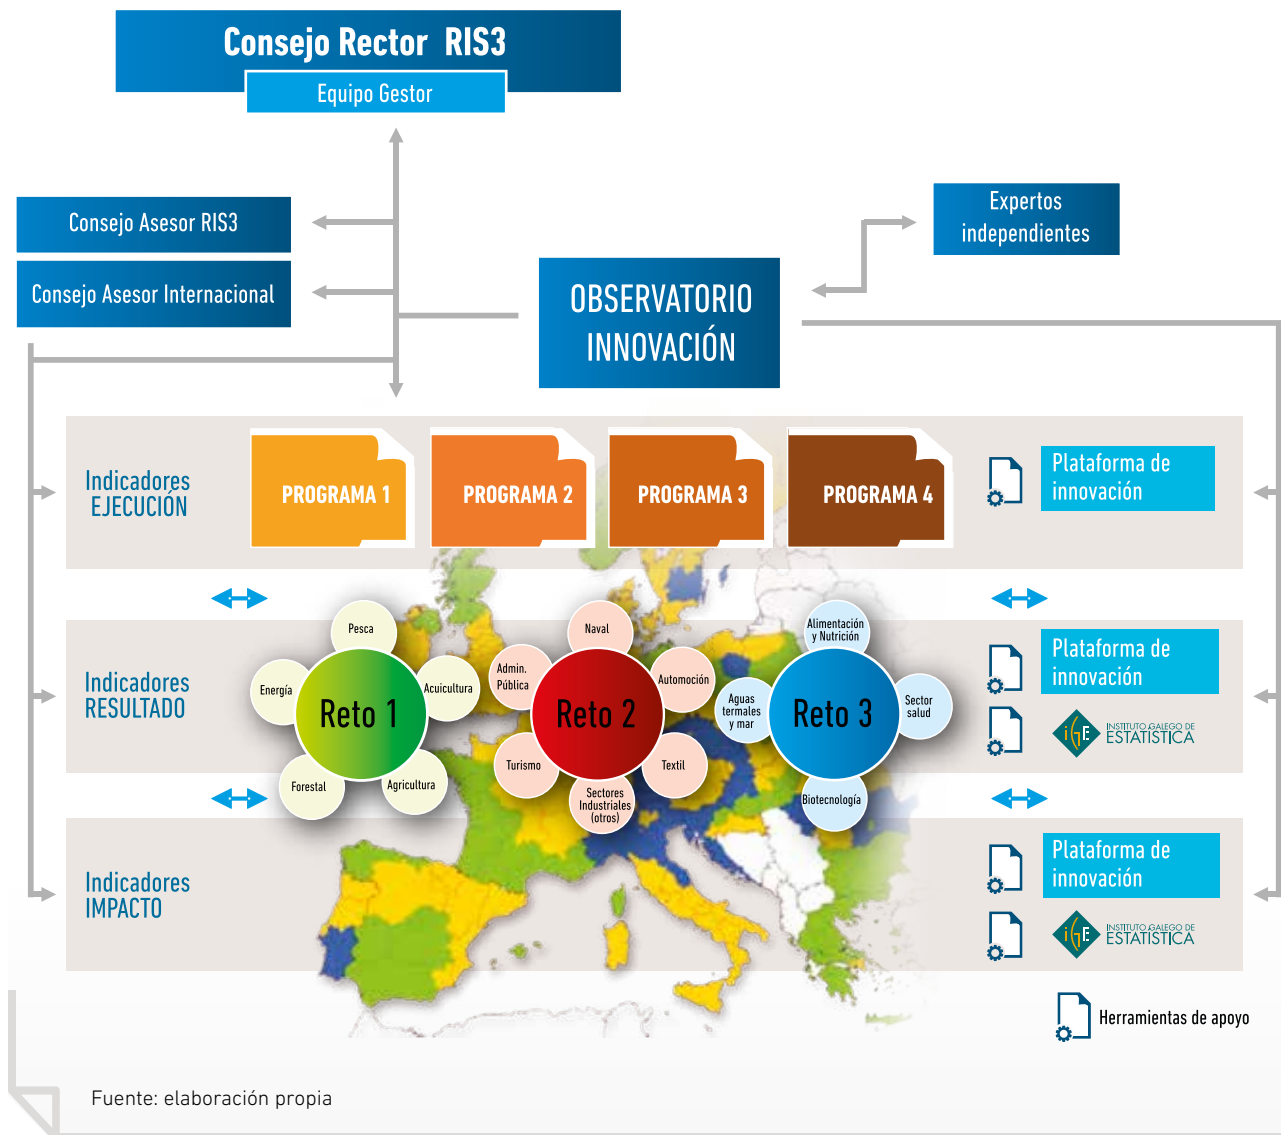 Consejo Rector RIS3
Equipo Gestor
Consejo Asesor RIS3
Consejo Asesor Internacional
Expertos
independientes
OBSERVATORIO
INNOVACIÓN
Indicadores
EJECUCIÓN
PROGRAMA 1
PROGRAMA 2
PROGRAMA 3
PROGRAMA 4
Plataforma de
innovación
Indicadores
RESULTADO
Pesca
Energía
Acuicultura
Reto 1
Forestal
Agricultura
Naval
Admin.
Pública
Automoción
Reto 2
Turismo
Textil
Sectores
Industriales
(otros)
Alimentación
y Nutrición
Aguas
termales
y mar
Sector
salud
Reto 3
Biotecnología
Plataforma de
innovación
iGE
INSTITUTO GALEGO DE
ESTATÍSTICA
Indicadores
IMPACTO
Plataforma de
innovación
iGE
INSTITUTO GALEGO DE
ESTATÍSTICA
Herramientas de apoyo
Fuente: elaboración propia